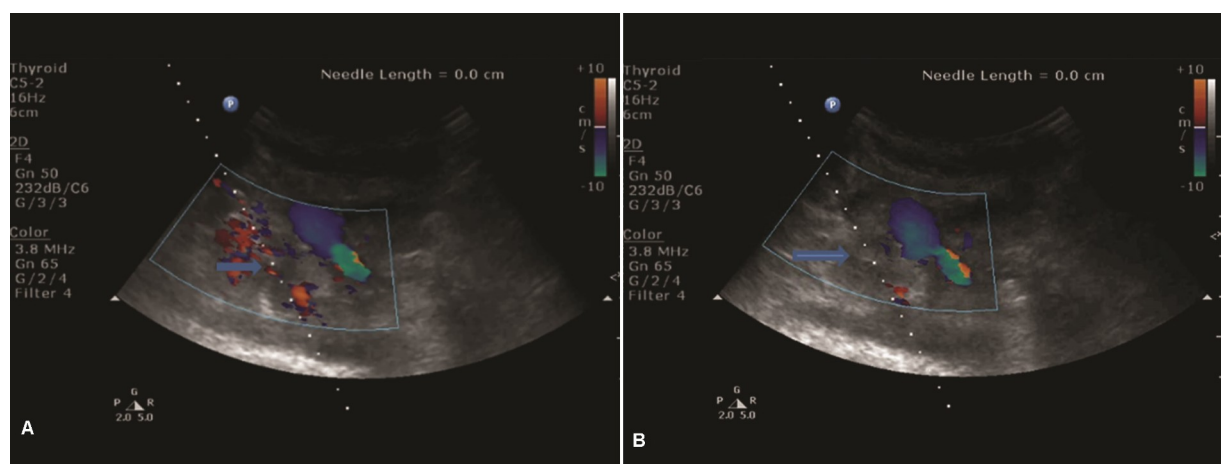 Thyroid
C5-2
16Hz
6cm
2D
F4
Gn 50
232dB/C6
G/3/3
Color
3.8 MHz
Gn 65
G/2/4
Filter 4
P
Needle Length = 0.0 cm
+10
c
m
/
s
-10
G
P R
2.0 5.0
A
Thyroid
C5-2
16Hz
6cm
2D
F4
Gn 50
232dB/C6
G/3/3
Color
3.8 MHz
Gn 65
G/2/4
Filter 4
P
Needle Length = 0.0 cm
+10
c
m
/
s
-10
G
P R
2.0 5.0
B